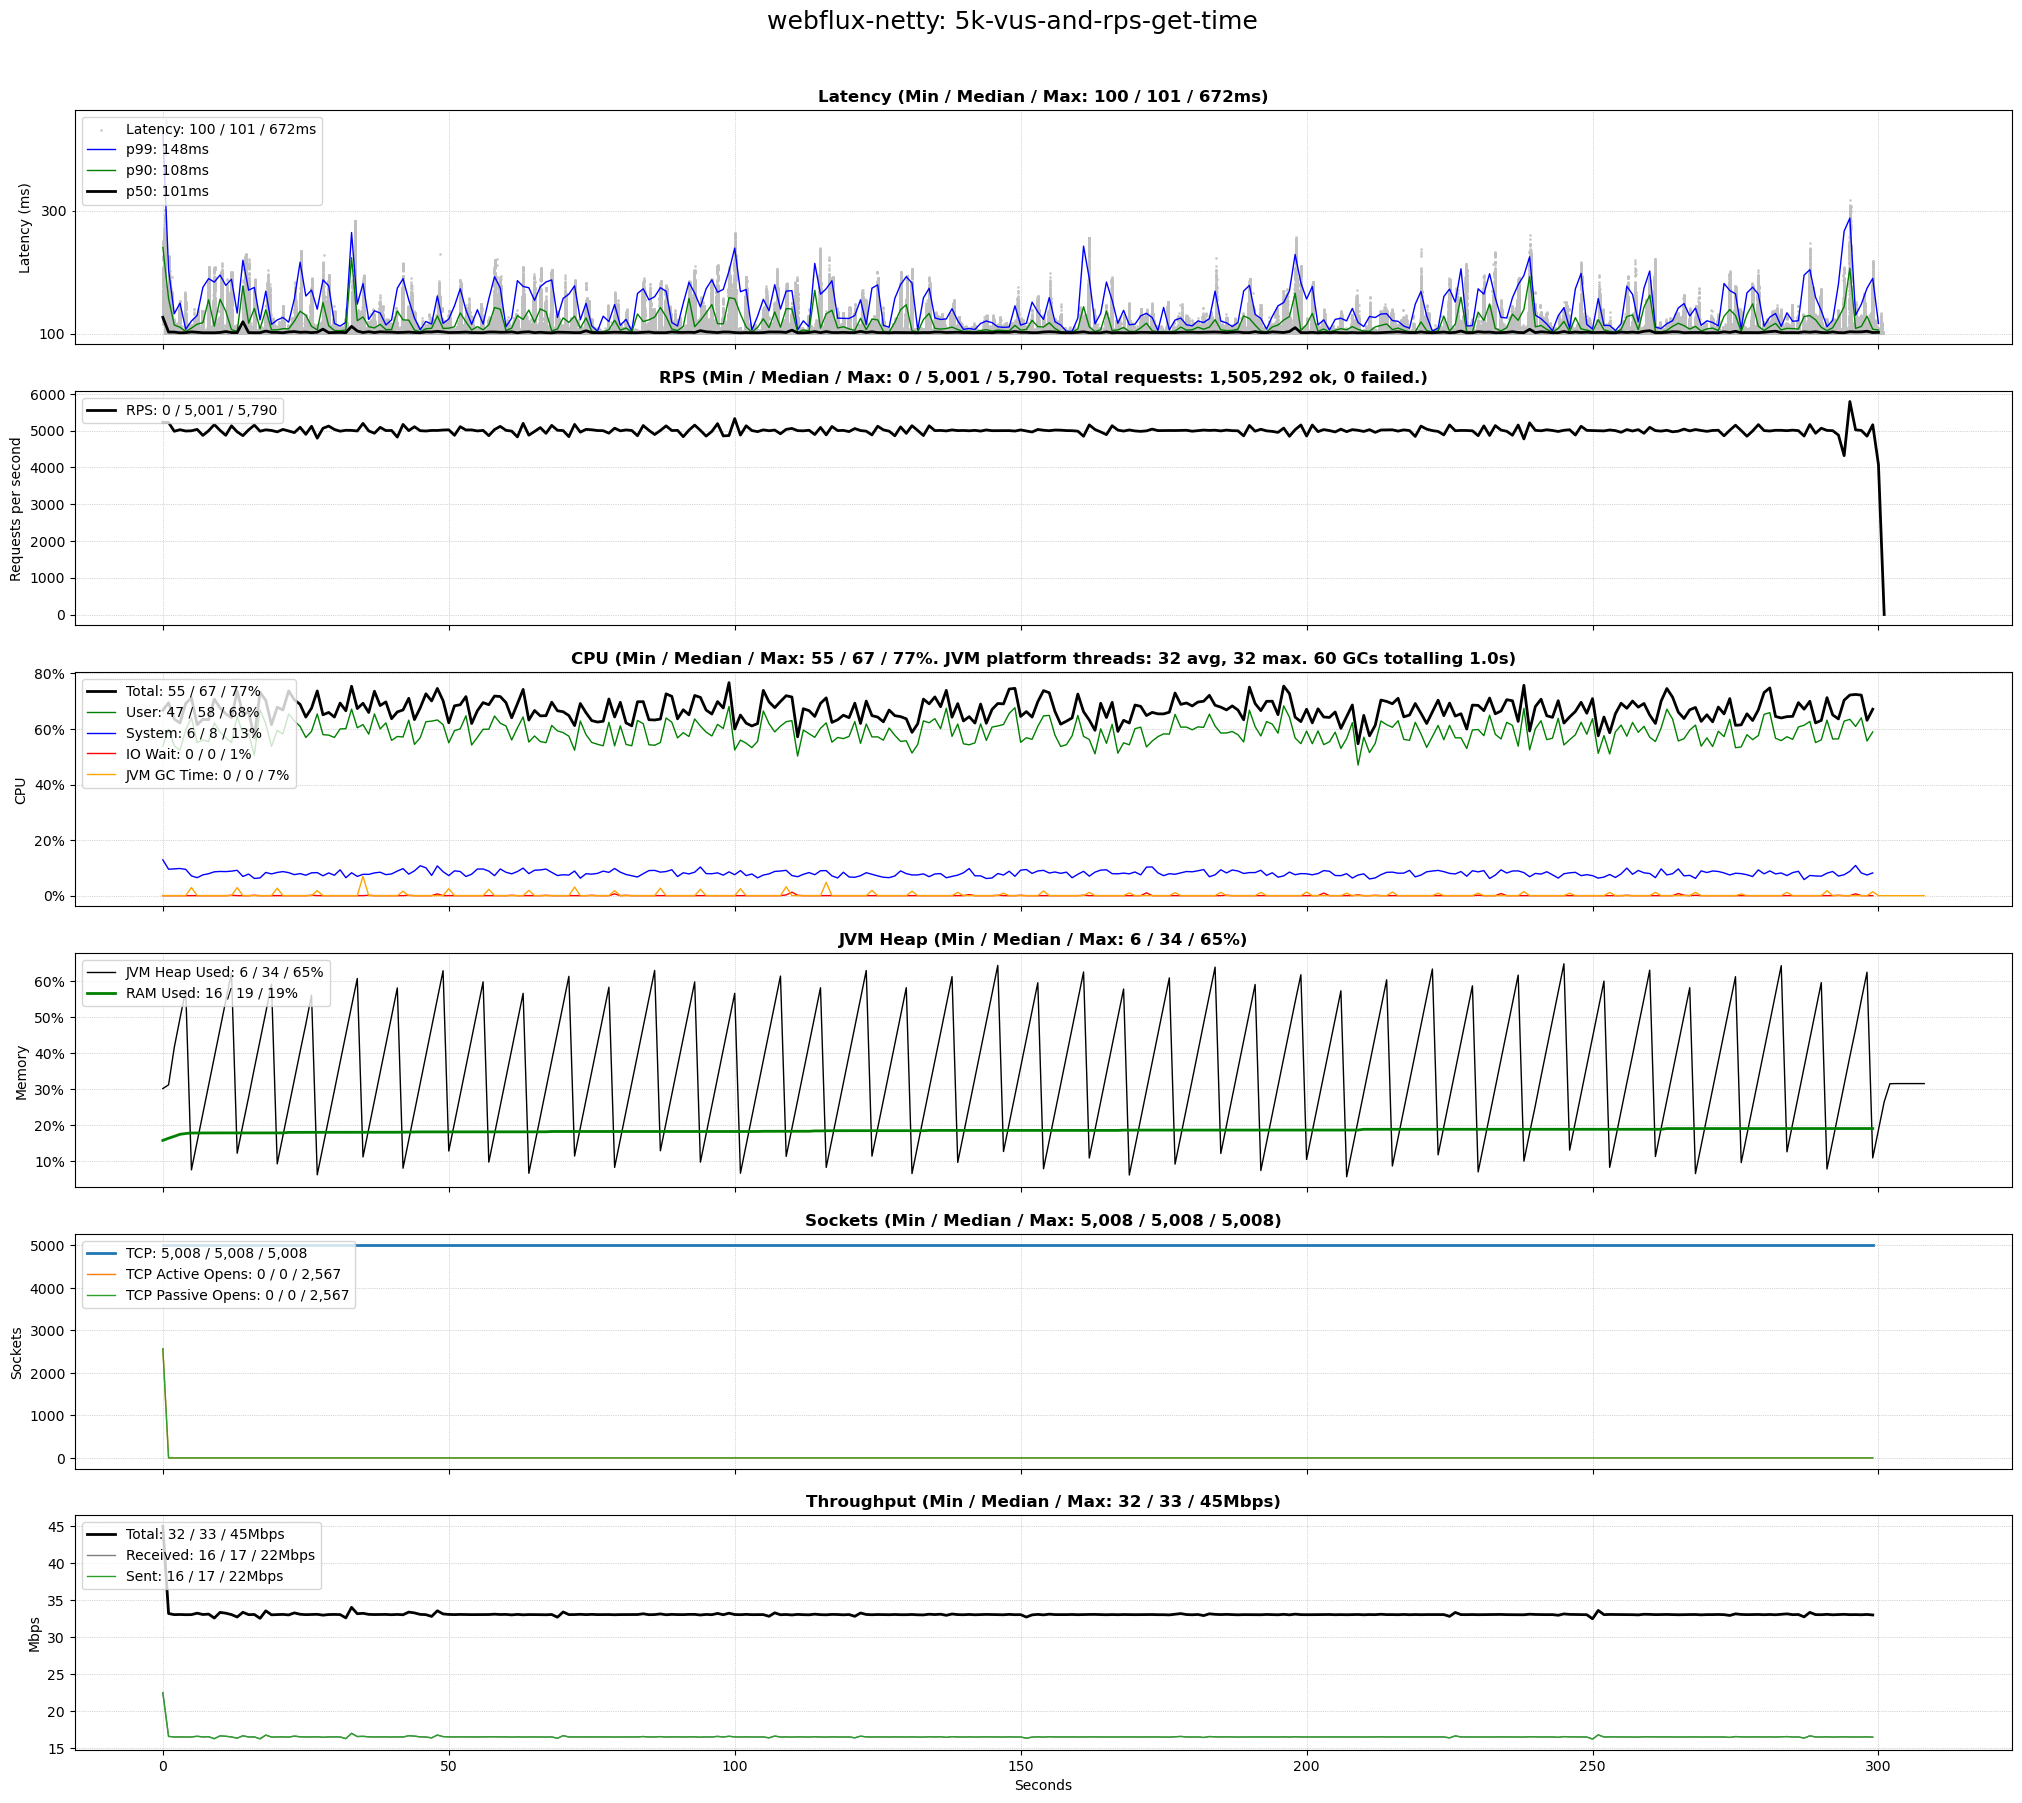 webflux-netty: 5k-vus-and-rps-get-time
Latency (Min / Median / Max: 100 / 101 / 672ms)
Latency: 100 / 101 / 672ms
p99: 148ms
p90: 108ms
p50: 101ms
Latency (ms)
300
100
RPS (Min / Median / Max: 0 / 5,001 / 5,790. Total requests: 1,505,292 ok, 0 failed.)
RPS: 0 / 5,001 / 5,790
Requests per second
6000
5000
4000
3000
2000
1000
0
CPU (Min / Median / Max: 55 / 67 / 77%. JVM platform threads: 32 avg, 32 max. 60 GCs totalling 1.0s)
Total: 55 / 67 / 77%
User: 47 / 58 / 68%
System: 6 / 8 / 13%
IO Wait: 0 / 0 / 1%
JVM GC Time: 0 / 0 / 7%
CPU
80%
60%
40%
20%
0%
JVM Heap (Min / Median / Max: 6 / 34 / 65%)
JVM Heap Used: 6 / 34 / 65%
RAM Used: 16 / 19 / 19%
Memory
60%
50%
40%
30%
20%
10%
Sockets (Min / Median / Max: 5,008 / 5,008 / 5,008)
TCP: 5,008 / 5,008 / 5,008
TCP Active Opens: 0 / 0 / 2,567
TCP Passive Opens: 0 / 0 / 2,567
Sockets
5000
4000
3000
2000
1000
0
Throughput (Min / Median / Max: 32 / 33 / 45Mbps)
Total: 32 / 33 / 45Mbps
Received: 16 / 17 / 22Mbps
Sent: 16 / 17 / 22Mbps
Mbps
45
40
35
30
25
20
15
0 50 100 150 200 250 300
Seconds